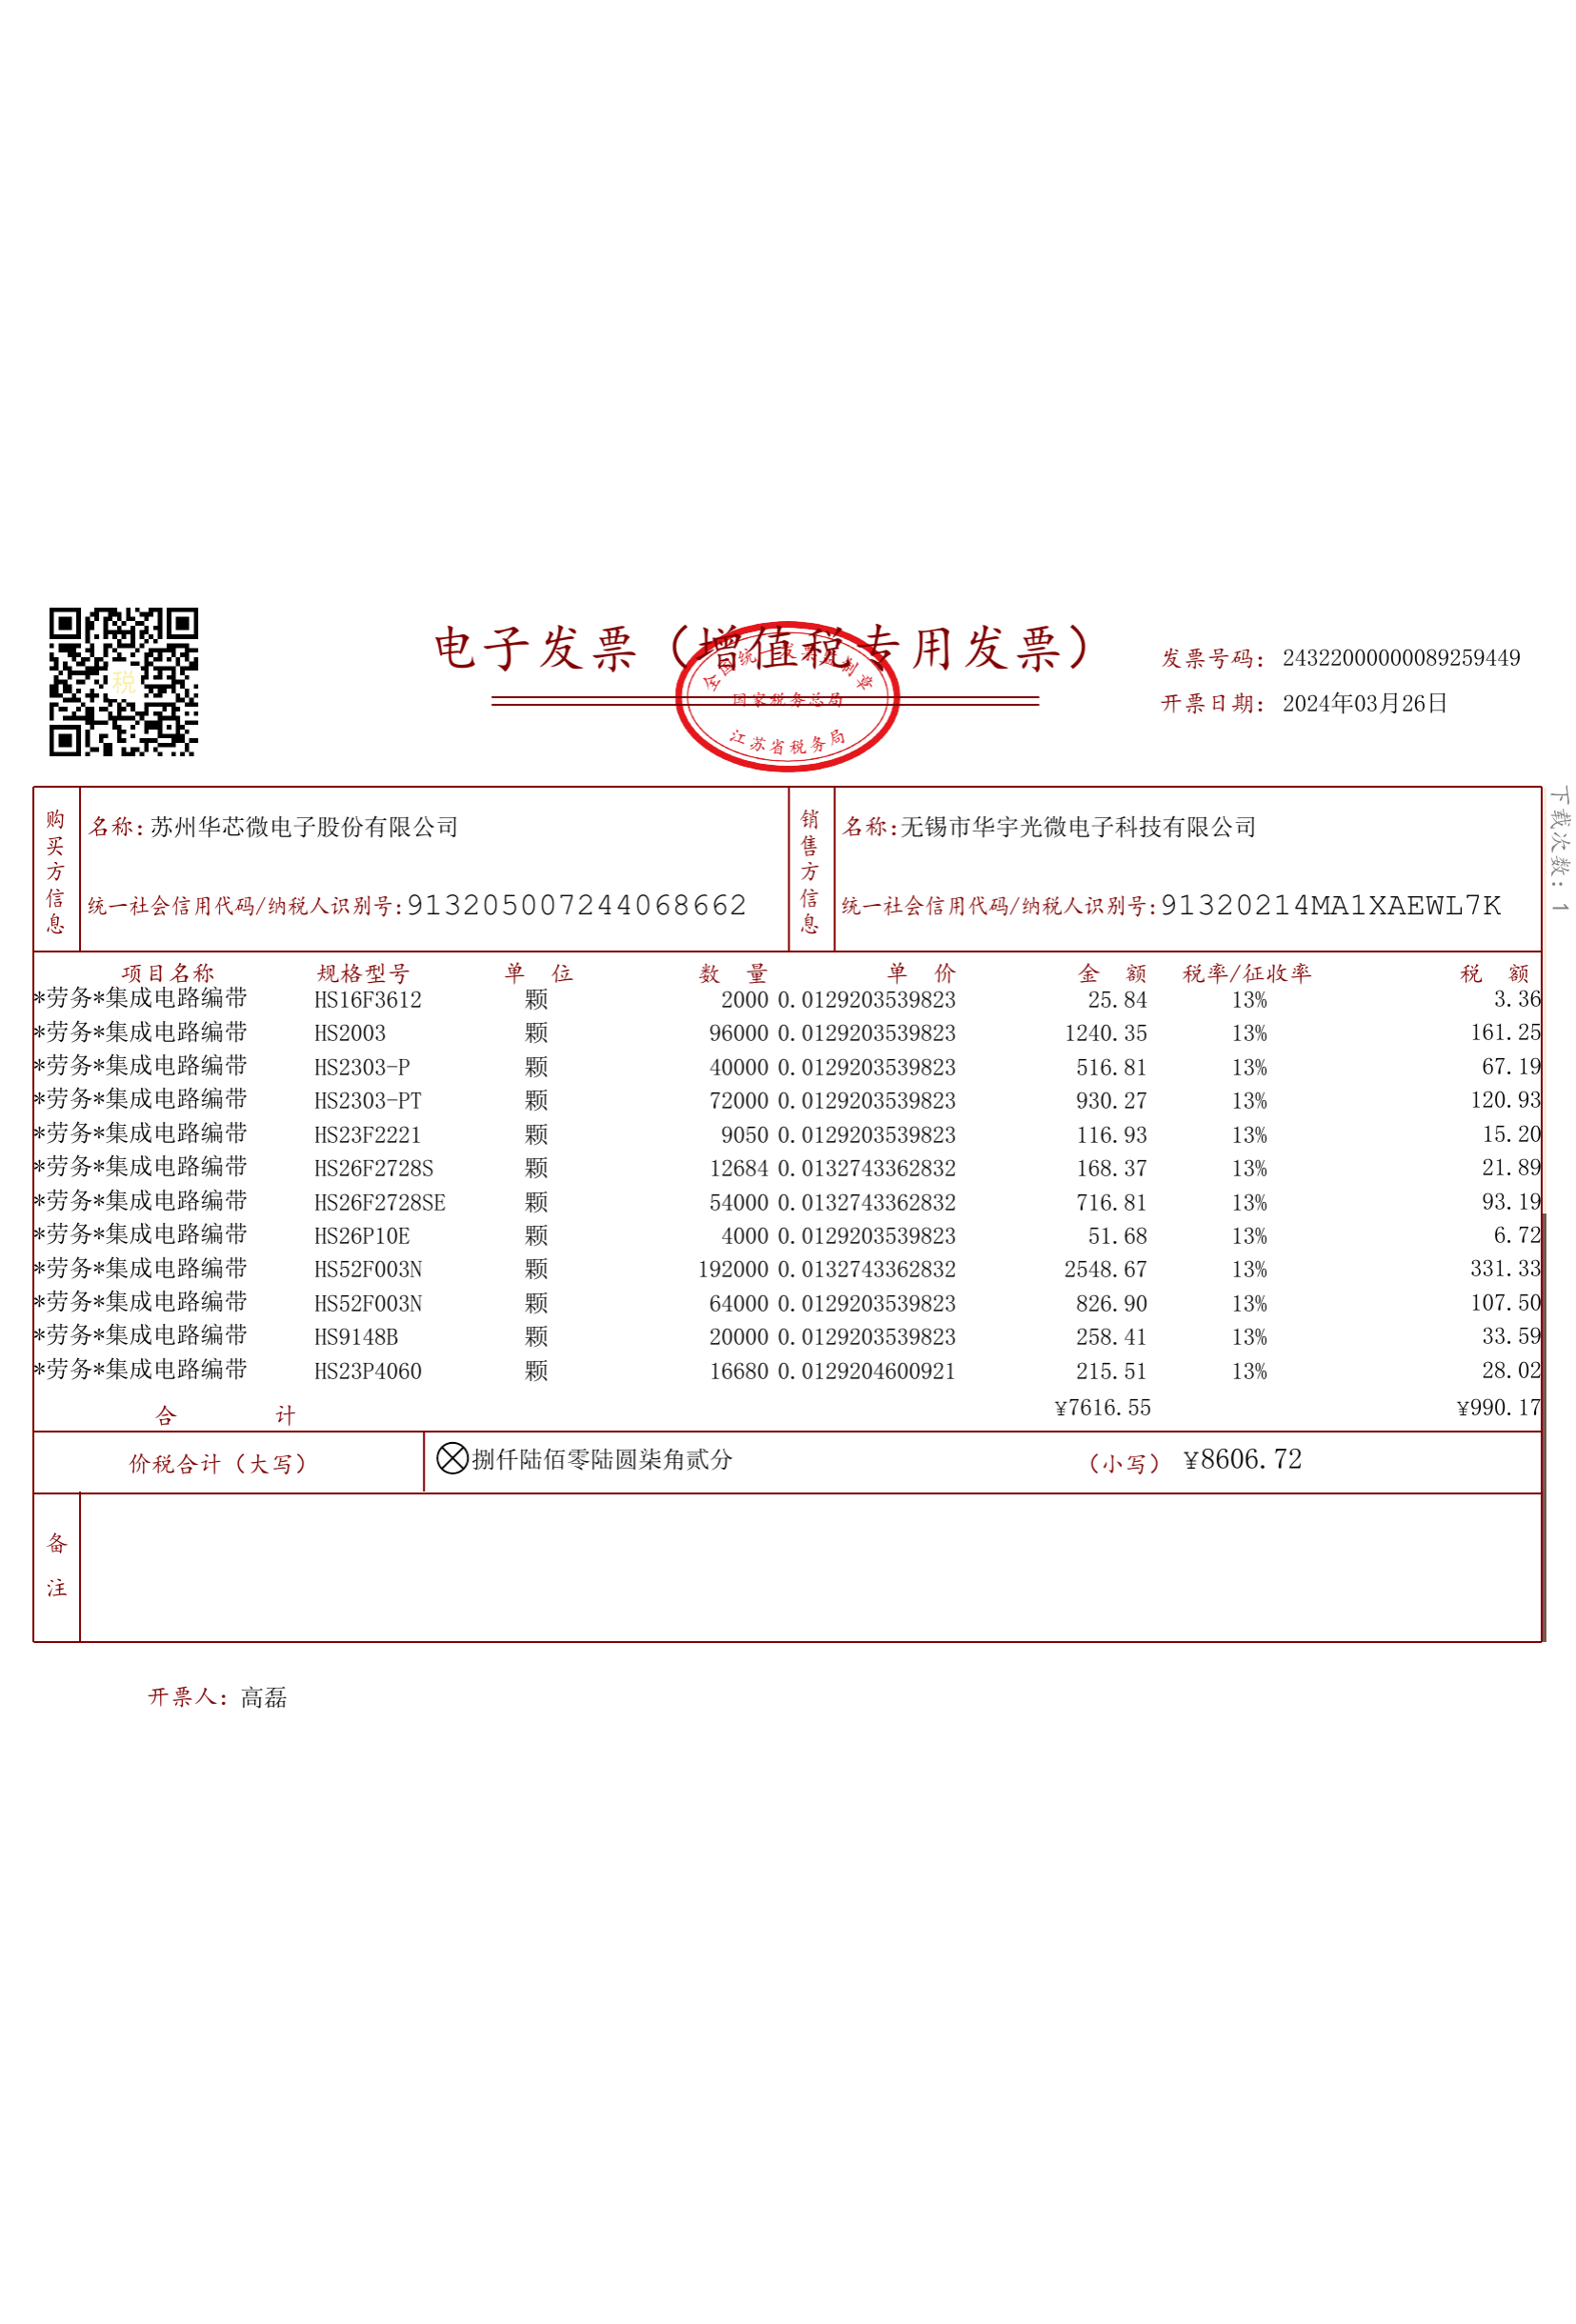 电子发票（增值税专用发票）
全国统一发票监制章
国家税务总局
江苏省税务局
税
发票号码：24322000000089259449
开票日期：2024年03月26日
下载次数：1
购买方信息
名称：苏州华芯微电子股份有限公司
统一社会信用代码/纳税人识别号：913205007244068662
销售方信息
名称：无锡市华宇光微电子科技有限公司
统一社会信用代码/纳税人识别号：91320214MA1XAEWL7K
项目名称 规格型号 单位 数量 单价 金额 税率/征收率 税额
*劳务*集成电路编带 HS16F3612 颗 2000 0.0129203539823 25.84 13% 3.36
*劳务*集成电路编带 HS2003 颗 96000 0.0129203539823 1240.35 13% 161.25
*劳务*集成电路编带 HS2303-P 颗 40000 0.0129203539823 516.81 13% 67.19
*劳务*集成电路编带 HS2303-PT 颗 72000 0.0129203539823 930.27 13% 120.93
*劳务*集成电路编带 HS23F2221 颗 9050 0.0129203539823 116.93 13% 15.20
*劳务*集成电路编带 HS26F2728S 颗 12684 0.0132743362832 168.37 13% 21.89
*劳务*集成电路编带 HS26F2728SE 颗 54000 0.0132743362832 716.81 13% 93.19
*劳务*集成电路编带 HS26P10E 颗 4000 0.0129203539823 51.68 13% 6.72
*劳务*集成电路编带 HS52F003N 颗 192000 0.0132743362832 2548.67 13% 331.33
*劳务*集成电路编带 HS52F003N 颗 64000 0.0129203539823 826.90 13% 107.50
*劳务*集成电路编带 HS9148B 颗 20000 0.0129203539823 258.41 13% 33.59
*劳务*集成电路编带 HS23P4060 颗 16680 0.0129204600921 215.51 13% 28.02
合计 ¥7616.55 ¥990.17
价税合计（大写） 捌仟陆佰零陆圆柒角贰分 （小写） ¥8606.72
备注
开票人：高磊